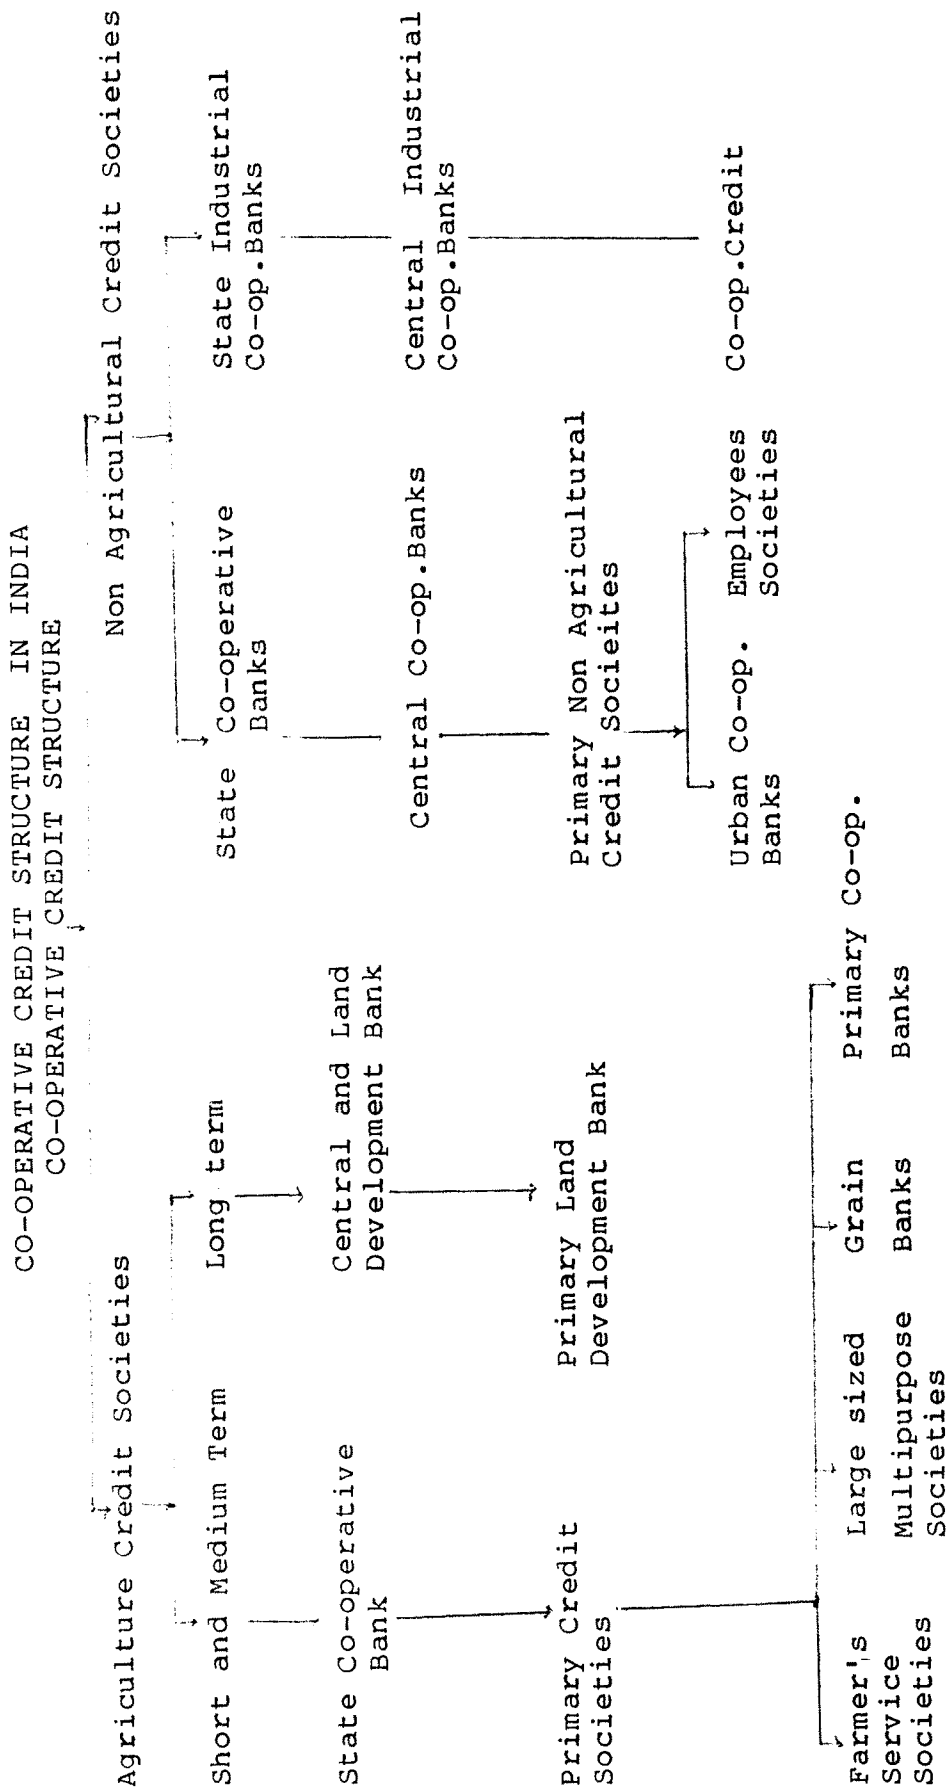 CO-OPERATIVE CREDIT STRUCTURE IN INDIA
CO-OPERATIVE CREDIT STRUCTURE
Agriculture Credit Societies
Non Agricultural Credit Societies
Short and Medium Term
Long term
State Co-operative
Banks
State Industrial
Co-op.Banks
State Co-operative
Bank
Central and Land
Development Bank
Central Co-op.Banks
Central Industrial
Co-op.Banks
Primary Credit
Societies
Primary Land
Development Bank
Primary Non Agricultural
Credit Socieites
Urban Co-op.
Banks
Employees
Societies
Co-op.Credit
Farmer's
Service
Societies
Large sized
Multipurpose
Societies
Grain
Banks
Primary Co-op.
Banks